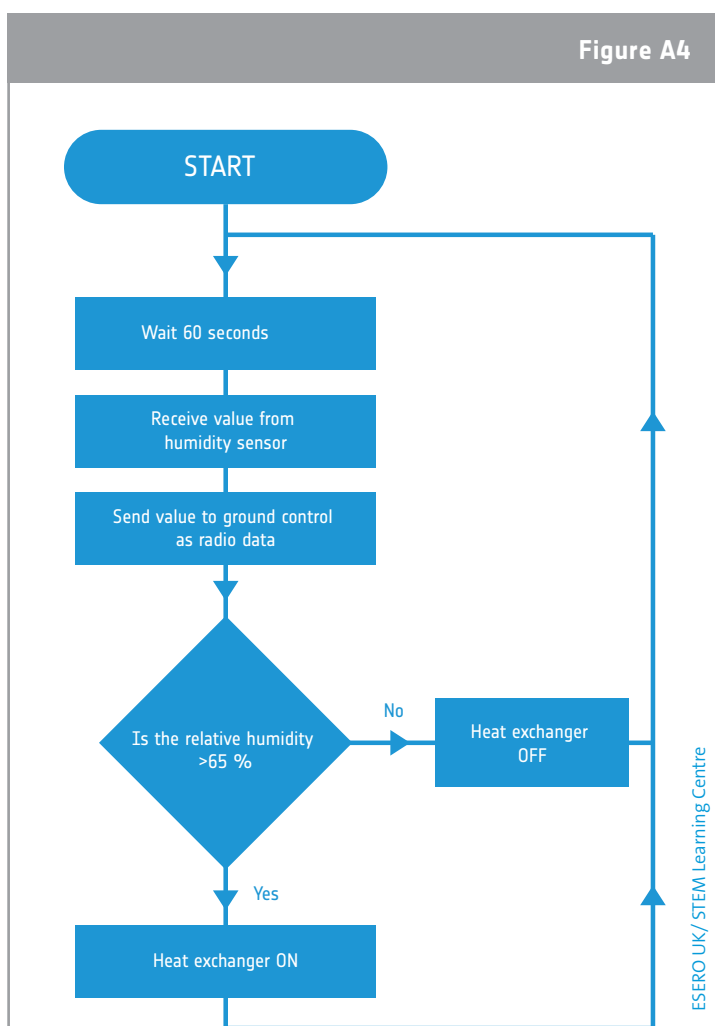 Figure A4
START
Wait 60 seconds
Receive value from
humidity sensor
Send value to ground control
as radio data
Is the relative humidity
>65 %
No
Heat exchanger
OFF
Yes
Heat exchanger ON
ESERO UK/ STEM Learning Centre